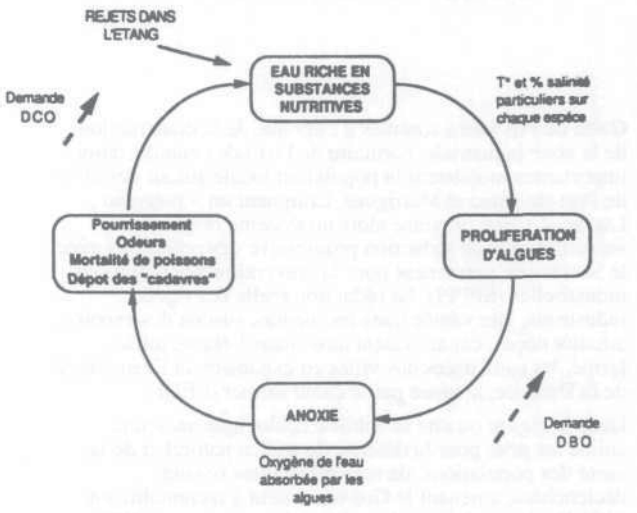 REJETS DANS
L'ETANG
EAU RICHE EN
SUBSTANCES
NUTRITIVES
T° et % salinité
particuliers sur
chaque espèce
Demande
DCO
Pourrissement
Odeurs
Mortalité de poissons
Dépot des "cadavres"
PROLIFERATION
D'ALGUES
ANOXIE
Oxygène de l'eau
absorbée par les
algues
Demande
DBO